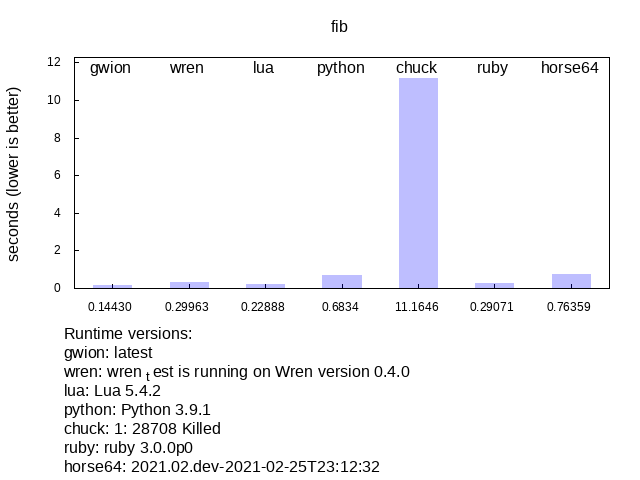 fib
seconds (lower is better)
12
10
8
6
4
2
0
gwion wren lua python chuck ruby horse64
0.14430 0.29963 0.22888 0.6834 11.1646 0.29071 0.76359
Runtime versions:
gwion: latest
wren: wren t est is running on Wren version 0.4.0
lua: Lua 5.4.2
python: Python 3.9.1
chuck: 1: 28708 Killed
ruby: ruby 3.0.0p0
horse64: 2021.02.dev-2021-02-25T23:12:32